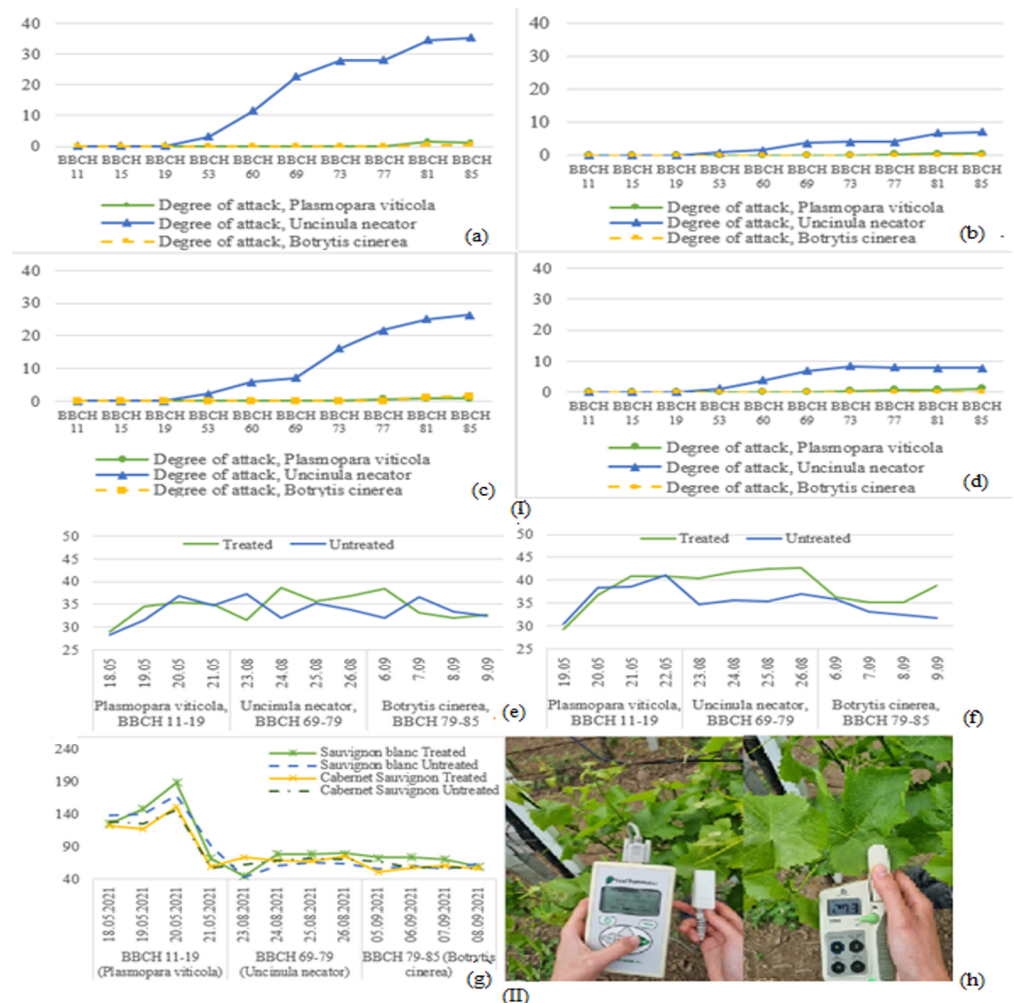 40
30
20
10
0
BBCH BBCH BBCH BBCH BBCH BBCH BBCH BBCH BBCH BBCH
11 15 19 53 60 69 73 77 81 85
Degree of attack, Plasmopara viticola
Degree of attack, Uncinula necator
Degree of attack, Botrytis cinerea
(a)
40
30
20
10
0
BBCH BBCH BBCH BBCH BBCH BBCH BBCH BBCH BBCH BBCH
11 15 19 53 60 69 73 77 81 85
Degree of attack, Plasmopara viticola
Degree of attack, Uncinula necator
Degree of attack, Botrytis cinerea
(b)
40
30
20
10
0
BBCH BBCH BBCH BBCH BBCH BBCH BBCH BBCH BBCH BBCH
11 15 19 53 60 69 73 77 81 85
Degree of attack, Plasmopara viticola
Degree of attack, Uncinula necator
Degree of attack, Botrytis cinerea
(c)
40
30
20
10
0
BBCH BBCH BBCH BBCH BBCH BBCH BBCH BBCH BBCH BBCH
11 15 19 53 60 69 73 77 81 85
Degree of attack, Plasmopara viticola
Degree of attack, Uncinula necator
Degree of attack, Botrytis cinerea
(d)
(I)
50
45
40
35
30
25
Treated Untreated
18.05 19.05 20.05 21.05 23.08 24.08 25.08 26.08 6.09 7.09 8.09 9.09
Plasmopara viticola, Uncinula necator, Botrytis cinerea,
BBCH 11-19 BBCH 69-79 BBCH 79-85
(e)
50
45
40
35
30
25
Treated Untreated
19.05 20.05 21.05 22.05 23.08 24.08 25.08 26.08 6.09 7.09 8.09 9.09
Plasmopara viticola, Uncinula necator, Botrytis cinerea,
BBCH 11-19 BBCH 69-79 BBCH 79-85
(f)
240
190
140
90
40
Sauvignon blanc Treated
Sauvignon blanc Untreated
Cabernet Sauvignon Treated
Cabernet Sauvignon Untreated
18.05.2021 19.05.2021 20.05.2021 21.05.2021 23.08.2021 24.08.2021 25.08.2021 26.08.2021 05.09.2021 06.09.2021 07.09.2021 08.09.2021
BBCH 11-19 BBCH 69-79 BBCH 79-85 (Botrytis
(Plasmopara viticola) (Uncinula necator) cinerea)
(g)
(h)
(II)